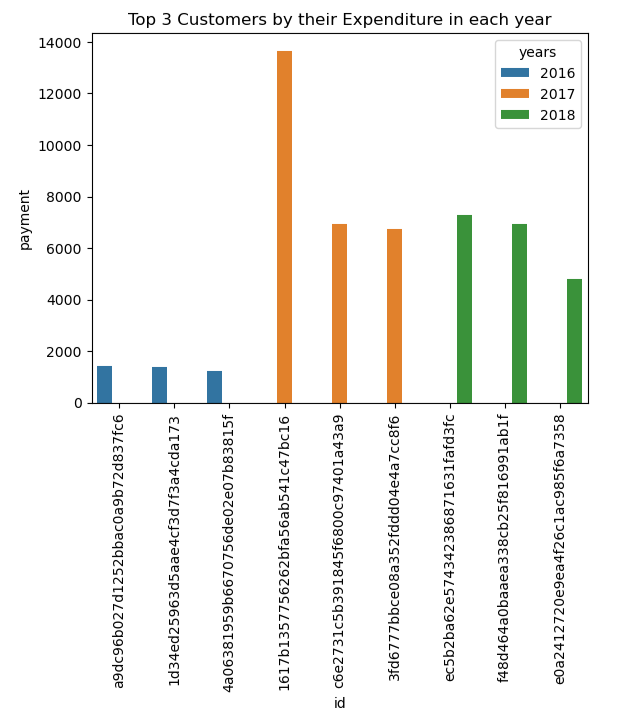 Top 3 Customers by their Expenditure in each year
14000
12000
10000
8000
6000
4000
2000
0
payment
years
2016
2017
2018
a9dc96b027d1252bbac0a9b72d837fc6
1d34ed25963d5aae4cf3d7f3a4cda173
4a06381959b6670756de02e07b83815f
1617b1357756262bfa56ab541c47bc16
c6e2731c5b391845f6800c97401a43a9
3fd6777bbce08a352fddd04e4a7cc8f6
ec5b2ba62e574342386871631fafd3fc
f48d464a0baaea338cb25f816991ab1f
e0a2412720e9ea4f26c1ac985f6a7358
id